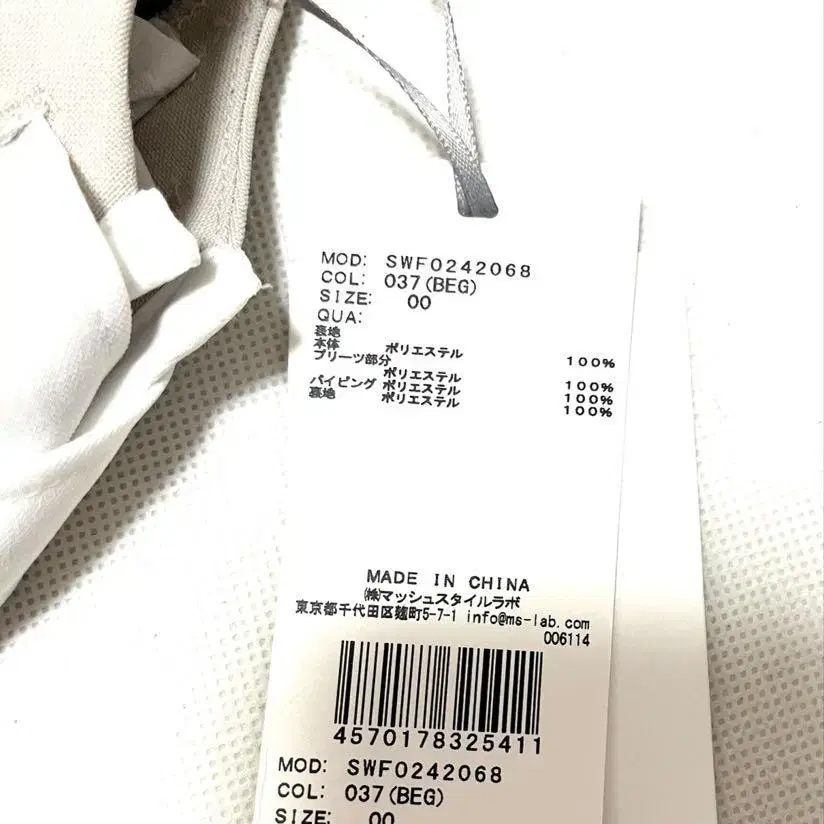 MOD: SWF0242068
COL: 037(BEG)
SIZE: 00
QUA:
表地
本体 ポリエステル 100%
プリーツ部分
ポリエステル 100%
パイピング ポリエステル 100%
裏地 ポリエステル 100%
MADE IN CHINA
㈱マッシュスタイルラボ
東京都千代田区麹町5-7-1 info@ms-lab.com
006114
4570178325411
MOD: SWF0242068
COL: 037(BEG)
SIZE: 00